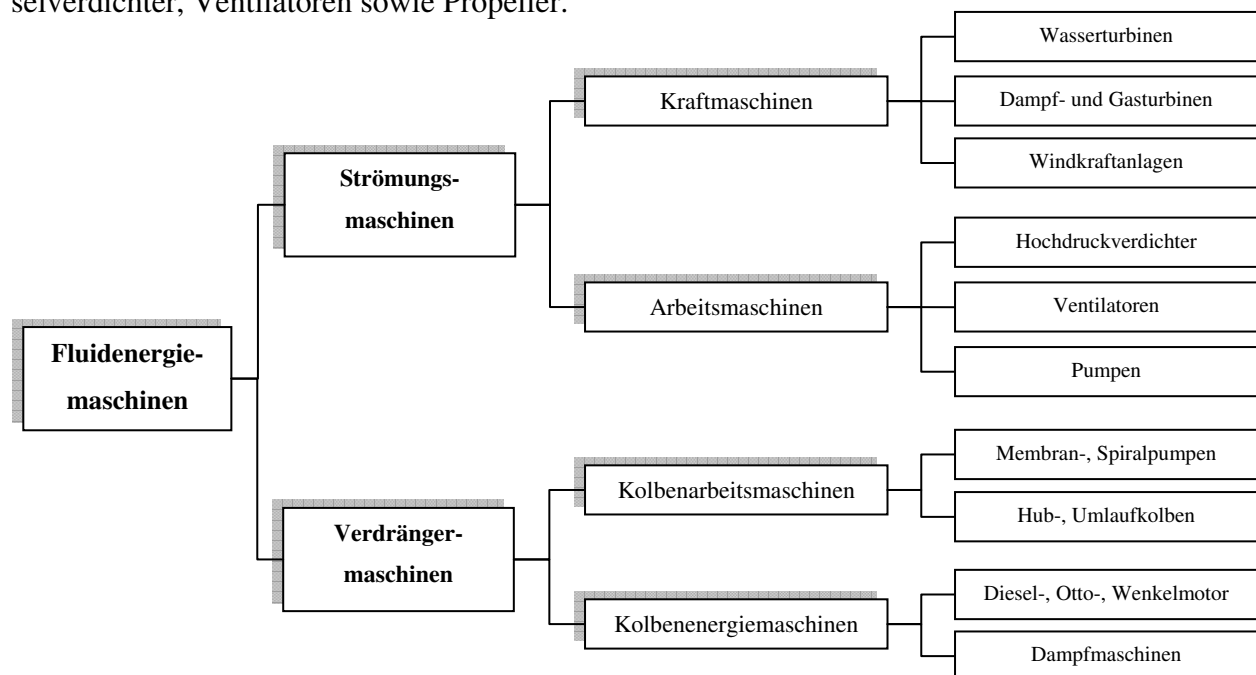 selverdichter, Ventilatoren sowie Propeller.
Fluidenergie-
maschinen
Strömungs-
maschinen
Kraftmaschinen
Wasserturbinen
Dampf- und Gasturbinen
Windkraftanlagen
Arbeitsmaschinen
Hochdruckverdichter
Ventilatoren
Pumpen
Verdränger-
maschinen
Kolbenarbeitsmaschinen
Membran-, Spiralpumpen
Hub-, Umlaufkolben
Kolbenenergiemaschinen
Diesel-, Otto-, Wenkelmotor
Dampfmaschinen